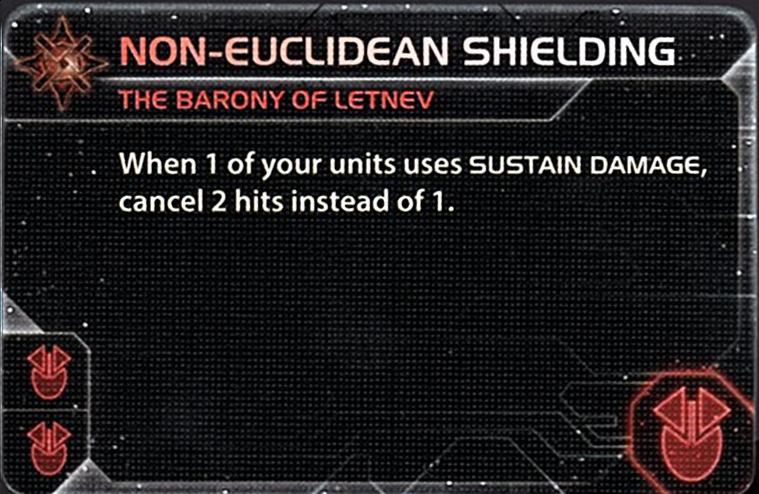 NON-EUCLIDEAN SHIELDING
THE BARONY OF LETNEV
When 1 of your units uses SUSTAIN DAMAGE,
cancel 2 hits instead of 1.